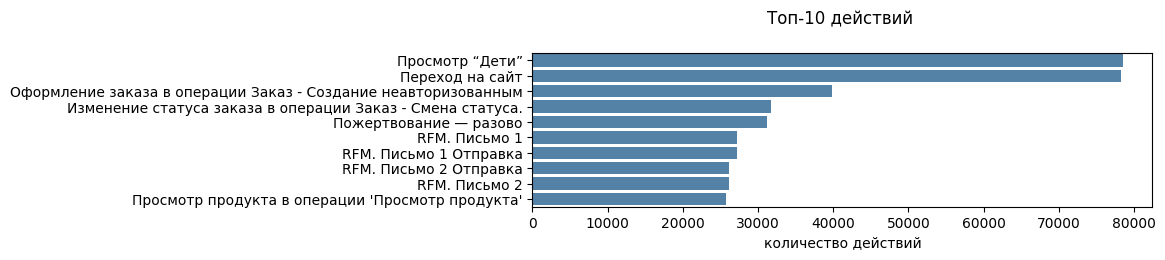 Топ-10 действий
Просмотр “Дети”
Переход на сайт
Оформление заказа в операции Заказ - Создание неавторизованным
Изменение статуса заказа в операции Заказ - Смена статуса.
Пожертвование — разово
RFM. Письмо 1
RFM. Письмо 1 Отправка
RFM. Письмо 2 Отправка
RFM. Письмо 2
Просмотр продукта в операции 'Просмотр продукта'
0 10000 20000 30000 40000 50000 60000 70000 80000
количество действий